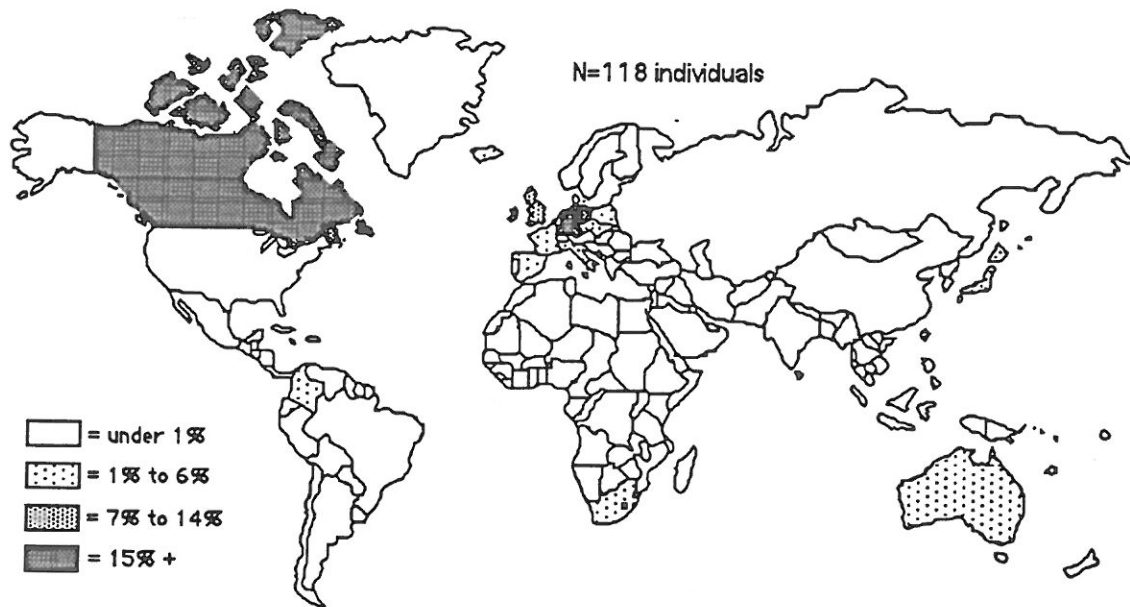 N=118 individuals
= under 1%
= 1% to 6%
= 7% to 14%
= 15% +